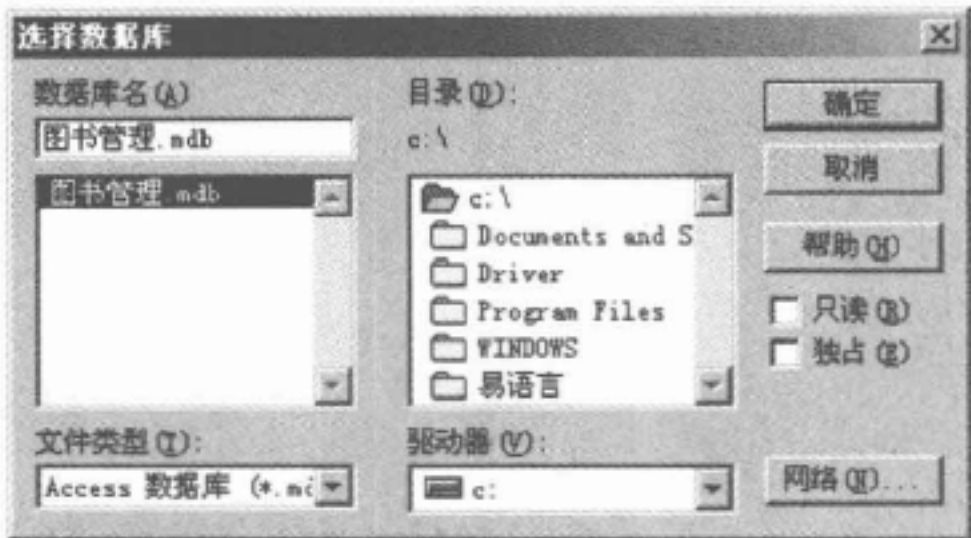 选择数据库
数据库名(A)
图书管理.mdb
图书管理.mdb
文件类型(T):
Access 数据库 (*.md
目录(D):
c:\
c:\
Documents and S
Driver
Program Files
WINDOWS
易语言
驱动器(V):
c:
确定
取消
帮助(H)
只读(R)
独占(E)
网络(N)...